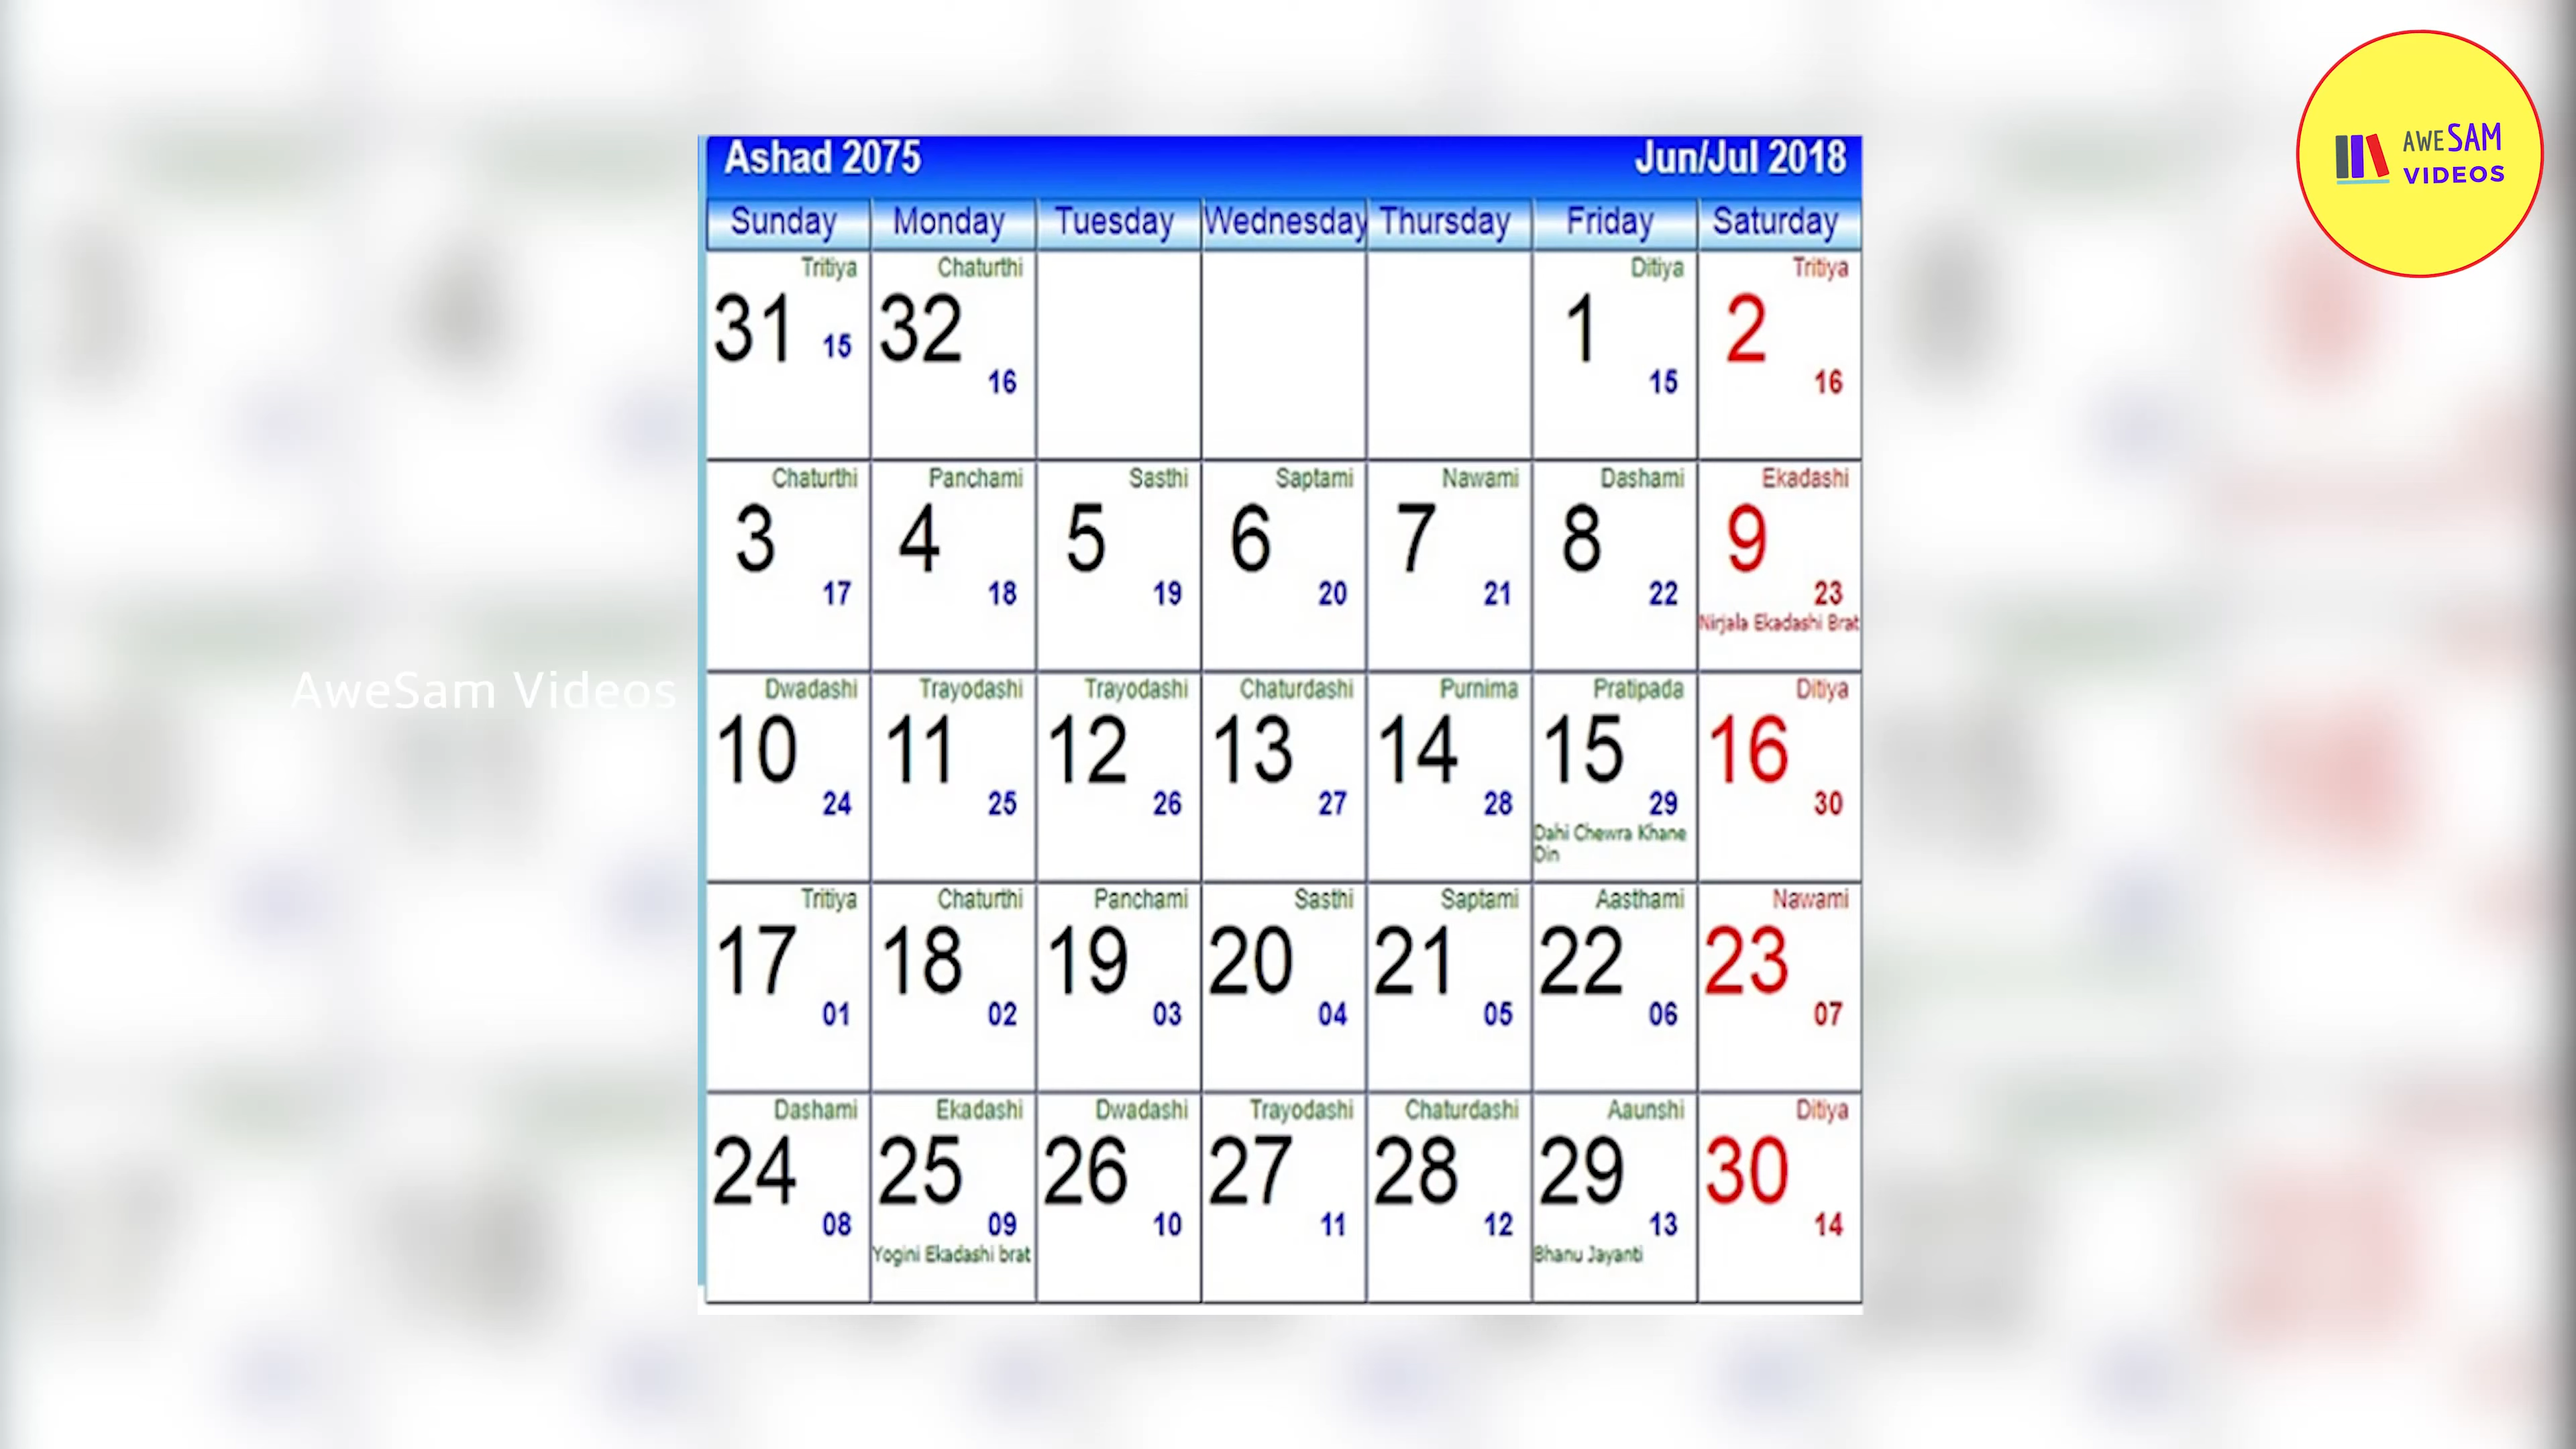 Ashad 2075 Jun/Jul 2018
Sunday Monday Tuesday Wednesday Thursday Friday Saturday
Tritiya Chaturthi Ditiya Tritiya
31 32 1 2
15 16 15 16
Chaturthi Panchami Sasthi Saptami Nawami Dashami Ekadashi
3 4 5 6 7 8 9
17 18 19 20 21 22 23
Nirjala Ekadashi Brat
Dwadashi Trayodashi Trayodashi Chaturdashi Purnima Pratipada Ditiya
10 11 12 13 14 15 16
24 25 26 27 28 29 30
Dahi Chewra Khane
Din
Tritiya Chaturthi Panchami Sasthi Saptami Aasthami Nawami
17 18 19 20 21 22 23
01 02 03 04 05 06 07
Dashami Ekadashi Dwadashi Trayodashi Chaturdashi Aaunshi Ditiya
24 25 26 27 28 29 30
08 09 10 11 12 13 14
Yogini Ekadashi brat Bhanu Jayanti
AweSam Videos
AWESAM
VIDEOS